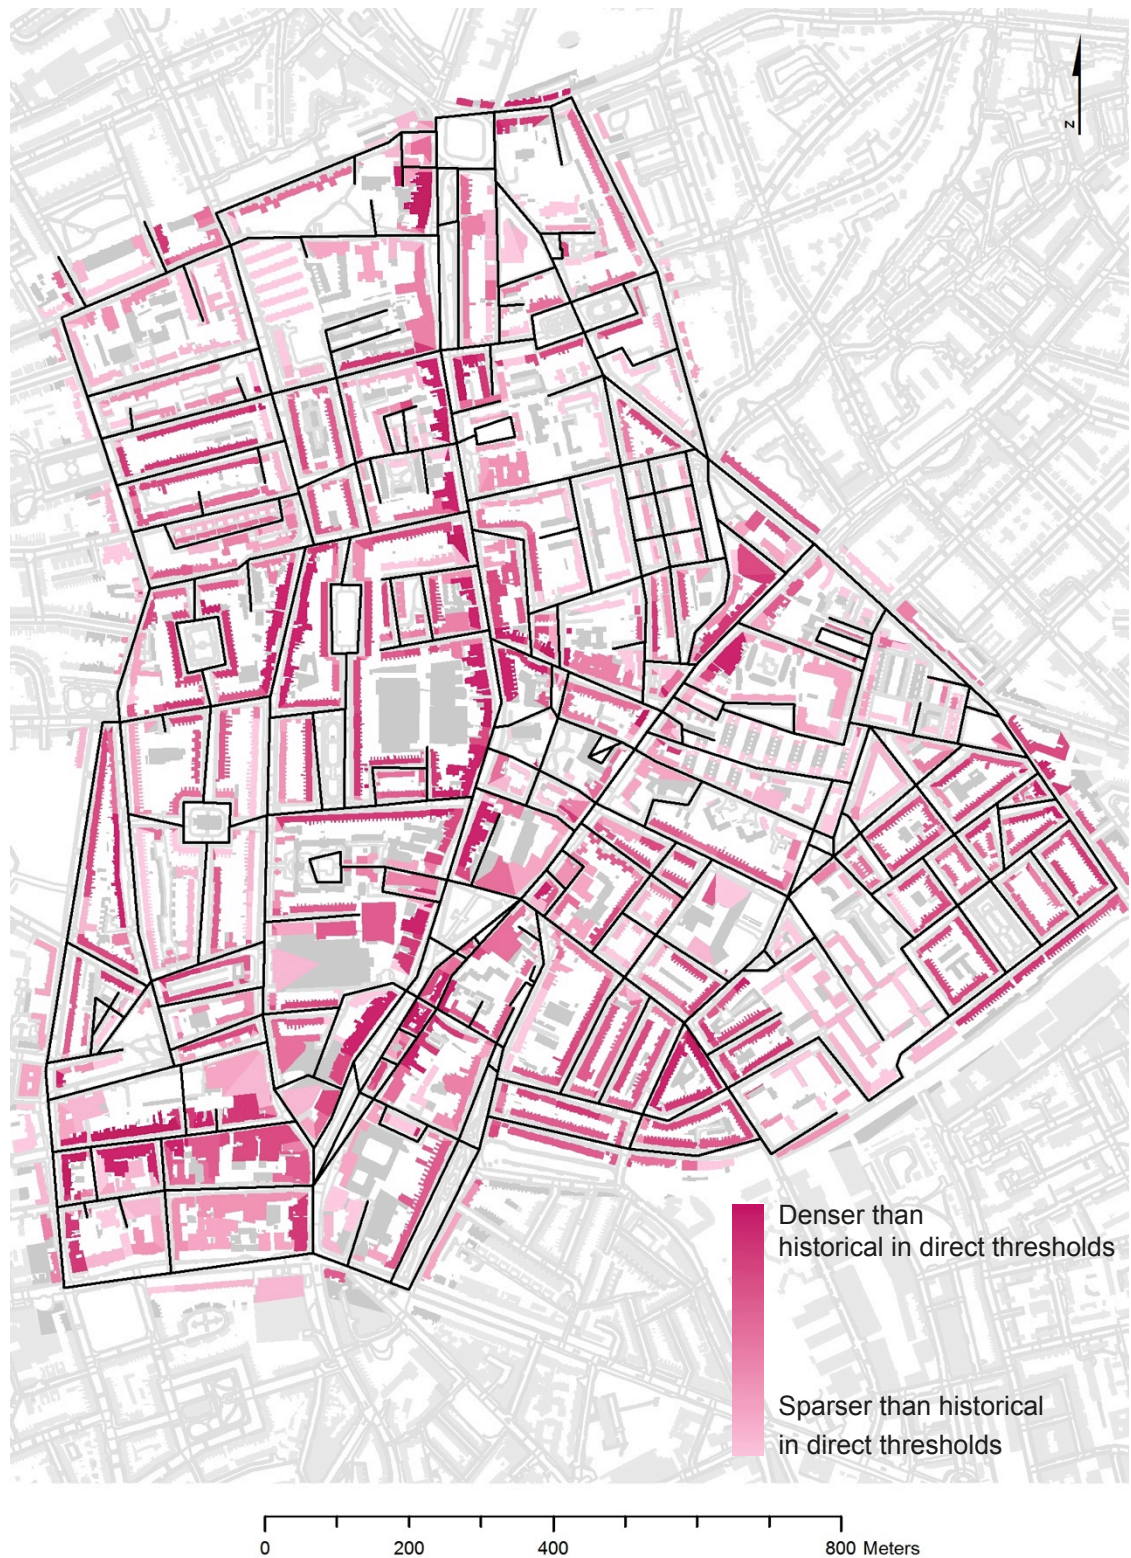 N
Denser than
historical in direct thresholds
Sparser than historical
in direct thresholds
0 200 400 800 Meters